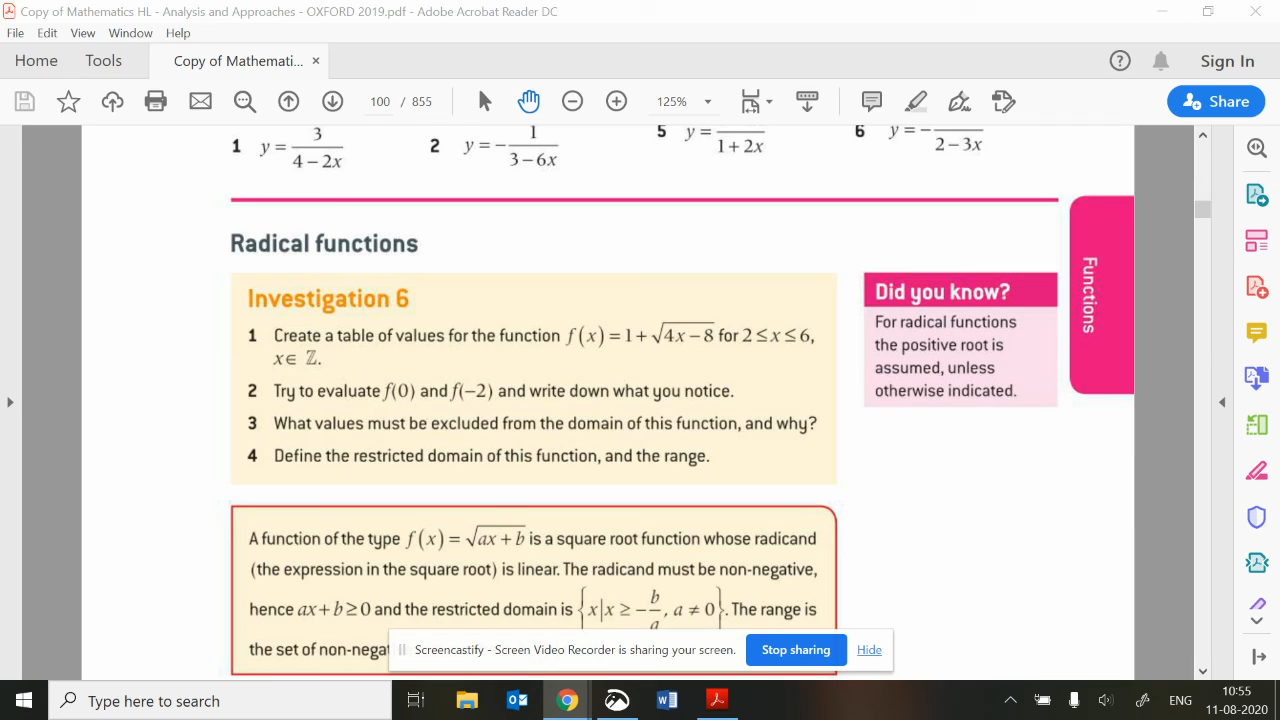 Copy of Mathematics HL - Analysis and Approaches - OXFORD 2019.pdf - Adobe Acrobat Reader DC
File Edit View Window Help
Home Tools Copy of Mathemati... × Sign In
100 / 855 125% Share
1 y = 3/(4 − 2x) 2 y = − 1/(3 − 6x) 5 y = /(1 + 2x) 6 y = − /(2 − 3x)
Radical functions
Investigation 6
1 Create a table of values for the function f(x) = 1 + √(4x − 8) for 2 ≤ x ≤ 6,
x ∈ ℤ.
2 Try to evaluate f(0) and f(−2) and write down what you notice.
3 What values must be excluded from the domain of this function, and why?
4 Define the restricted domain of this function, and the range.
Did you know?
For radical functions
the positive root is
assumed, unless
otherwise indicated.
Functions
A function of the type f(x) = √(ax + b) is a square root function whose radicand
(the expression in the square root) is linear. The radicand must be non-negative,
hence ax + b ≥ 0 and the restricted domain is {x | x ≥ − b/a, a ≠ 0}. The range is
the set of non-negat
Screencastify - Screen Video Recorder is sharing your screen. Stop sharing Hide
Type here to search
ENG
10:55
11-08-2020